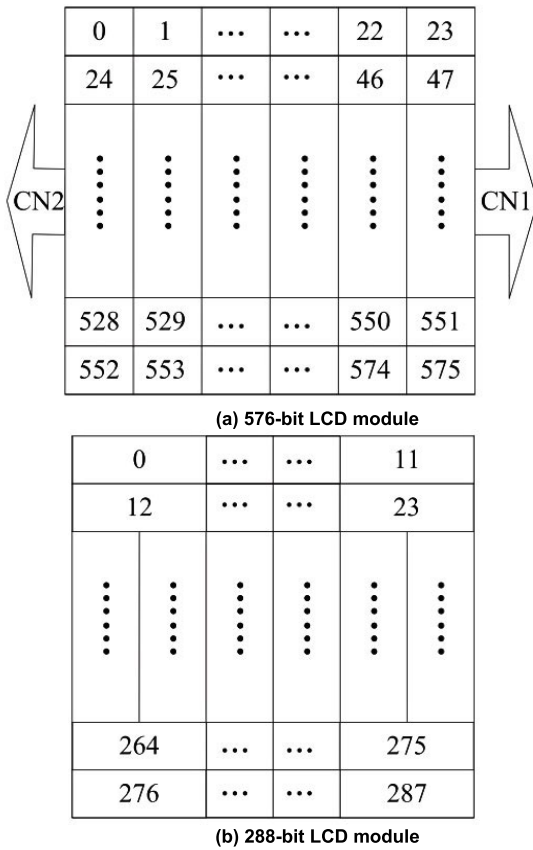 0 1 ... ... 22 23
24 25 ... ... 46 47
CN2 CN1
528 529 ... ... 550 551
552 553 ... ... 574 575
(a) 576-bit LCD module
0 ... ... 11
12 ... ... 23
264 ... ... 275
276 ... ... 287
(b) 288-bit LCD module